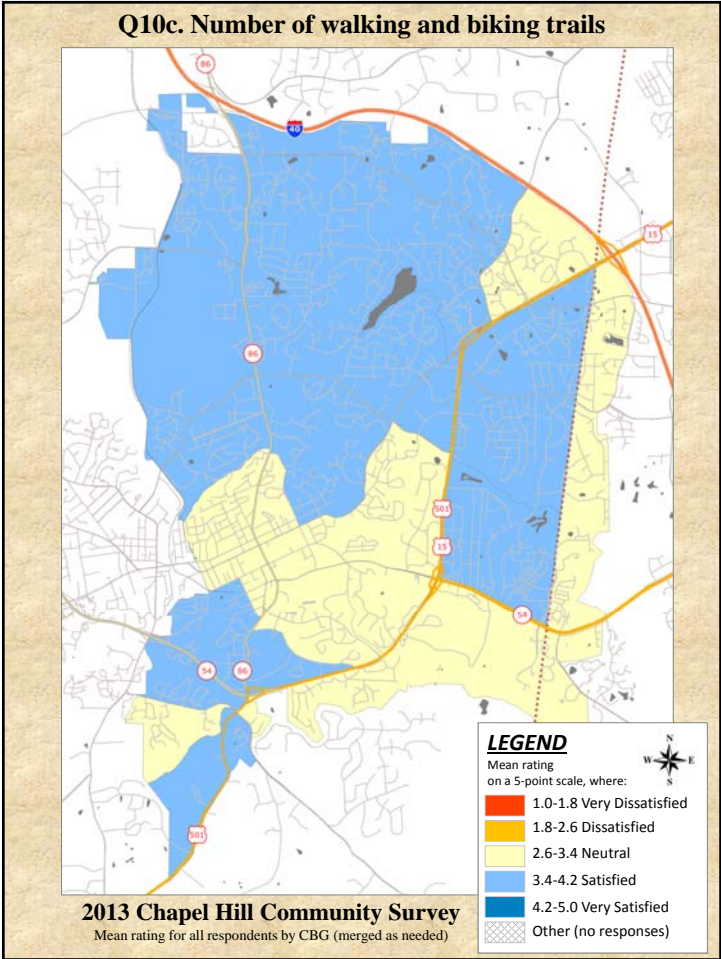 Q10c. Number of walking and biking trails
86
40
15
86
501
15
54
54
86
501
LEGEND
N
W E
S
Mean rating
on a 5-point scale, where:
1.0-1.8 Very Dissatisfied
1.8-2.6 Dissatisfied
2.6-3.4 Neutral
3.4-4.2 Satisfied
4.2-5.0 Very Satisfied
Other (no responses)
2013 Chapel Hill Community Survey
Mean rating for all respondents by CBG (merged as needed)